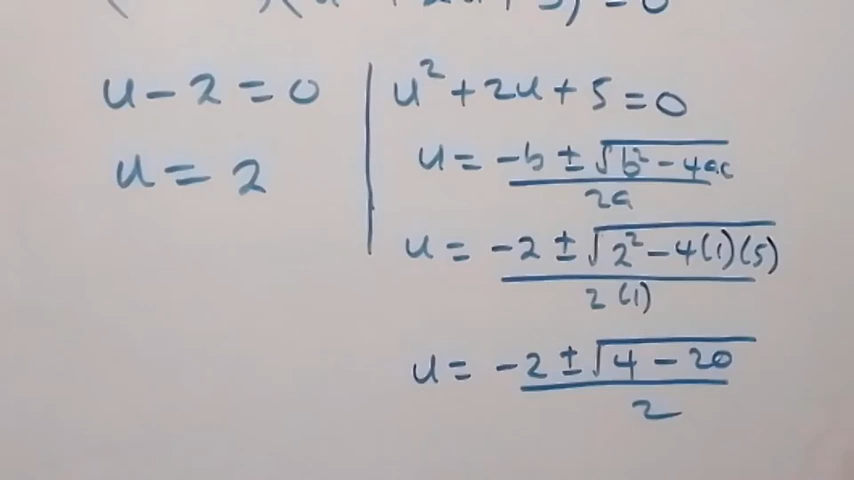 u - 2 = 0
u = 2
u² + 2u + 5 = 0
u = -b ± √b² - 4ac
2a
u = -2 ± √2² - 4(1)(5)
2(1)
u = -2 ± √4 - 20
2